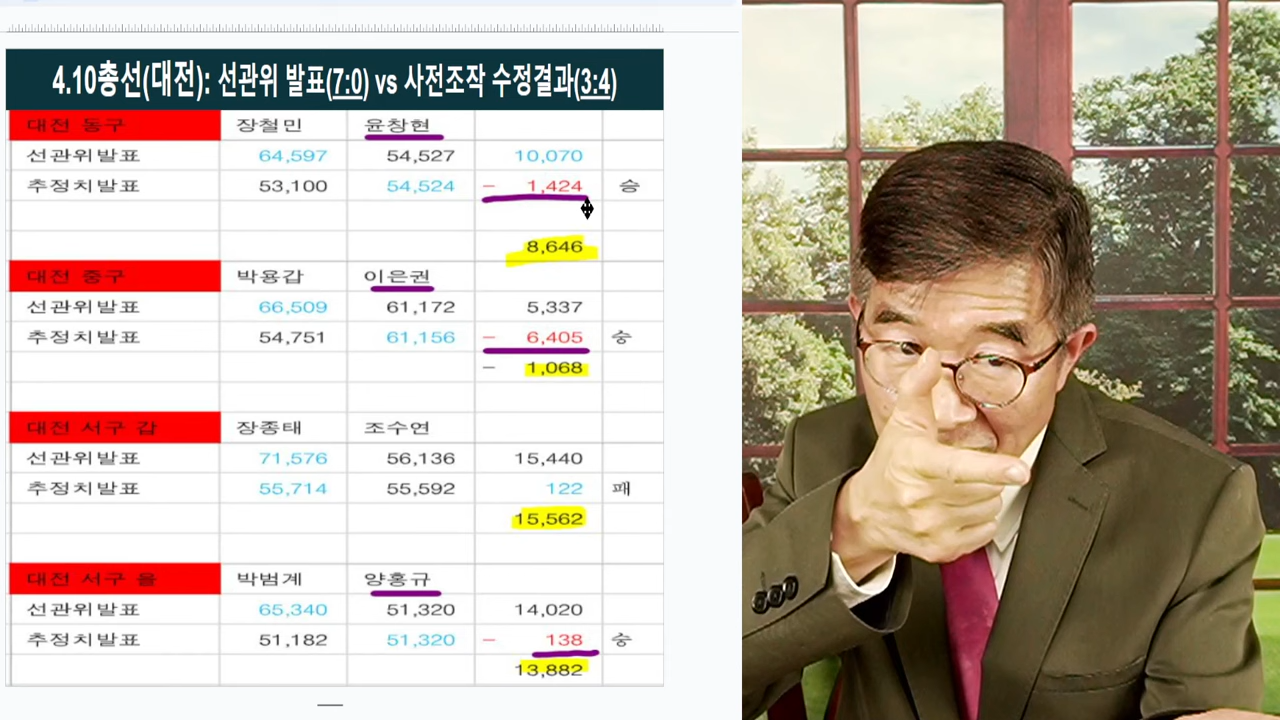 4.10총선(대전): 선관위 발표(7:0) vs 사전조작 수정결과(3:4)
대전 동구 장철민 윤창현
선관위발표 64,597 54,527 10,070
추정치발표 53,100 54,524 - 1,424 승
8,646
대전 중구 박용갑 이은권
선관위발표 66,509 61,172 5,337
추정치발표 54,751 61,156 - 6,405 승
- 1,068
대전 서구 갑 장종태 조수연
선관위발표 71,576 56,136 15,440
추정치발표 55,714 55,592 122 패
15,562
대전 서구 을 박범계 양홍규
선관위발표 65,340 51,320 14,020
추정치발표 51,182 51,320 - 138 승
13,882